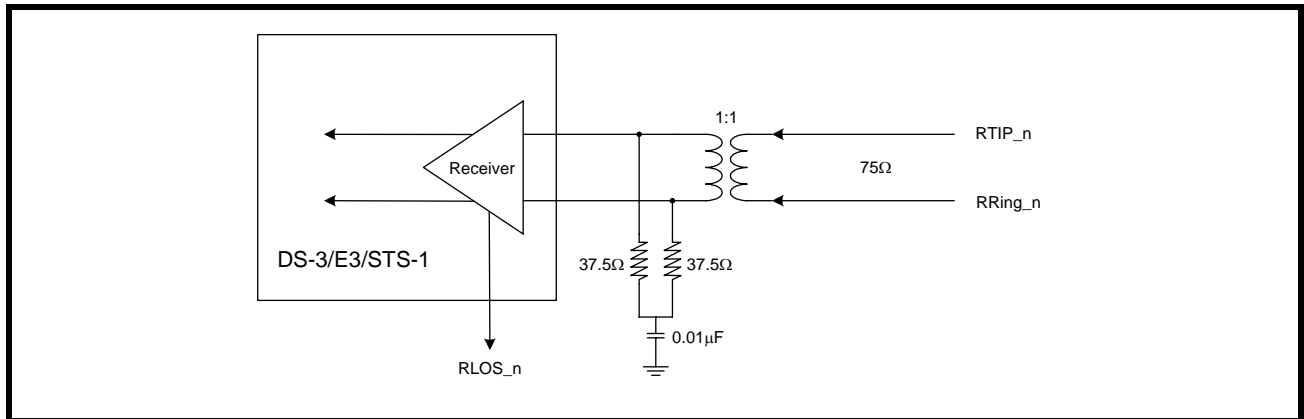 1:1
RTIP_n
Receiver
75Ω
RRing_n
DS-3/E3/STS-1
37.5Ω
37.5Ω
0.01μF
RLOS_n